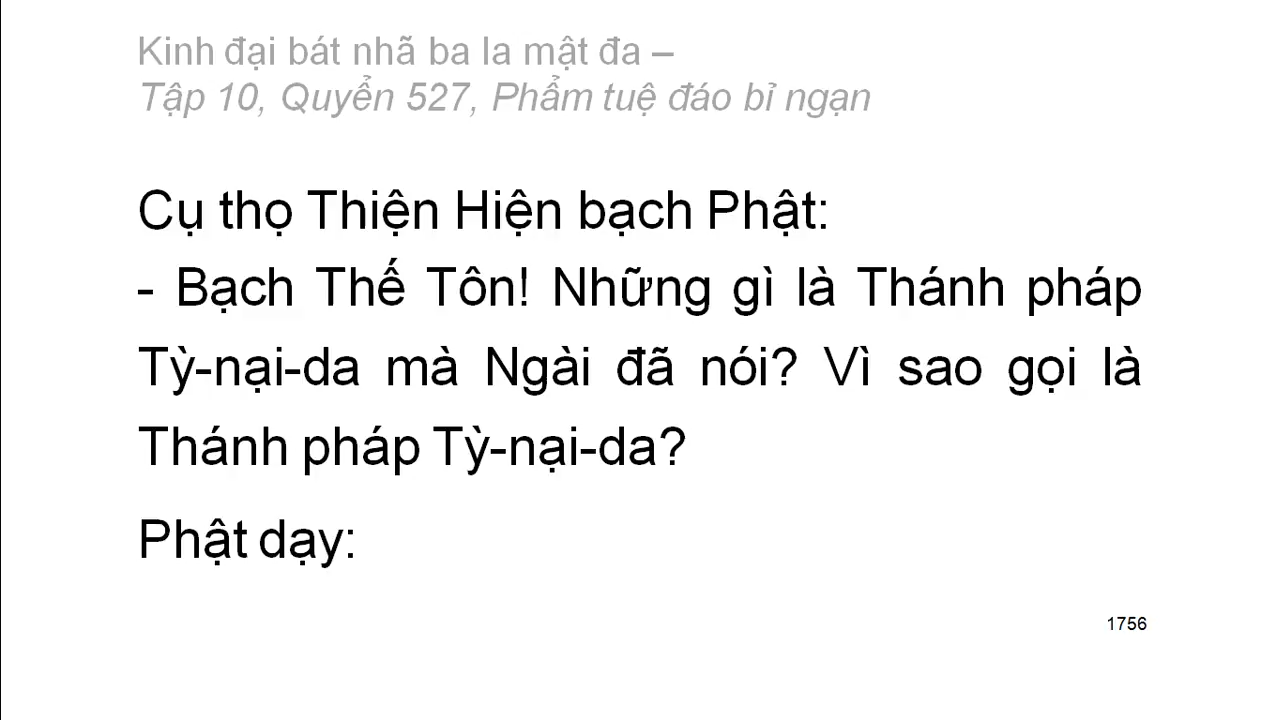 Kinh đại bát nhã ba la mật đa –
Tập 10, Quyển 527, Phẩm tuệ đáo bỉ ngạn
Cụ thọ Thiện Hiện bạch Phật:
- Bạch Thế Tôn! Những gì là Thánh pháp
Tỳ-nại-da mà Ngài đã nói? Vì sao gọi là
Thánh pháp Tỳ-nại-da?
Phật dạy:
1756